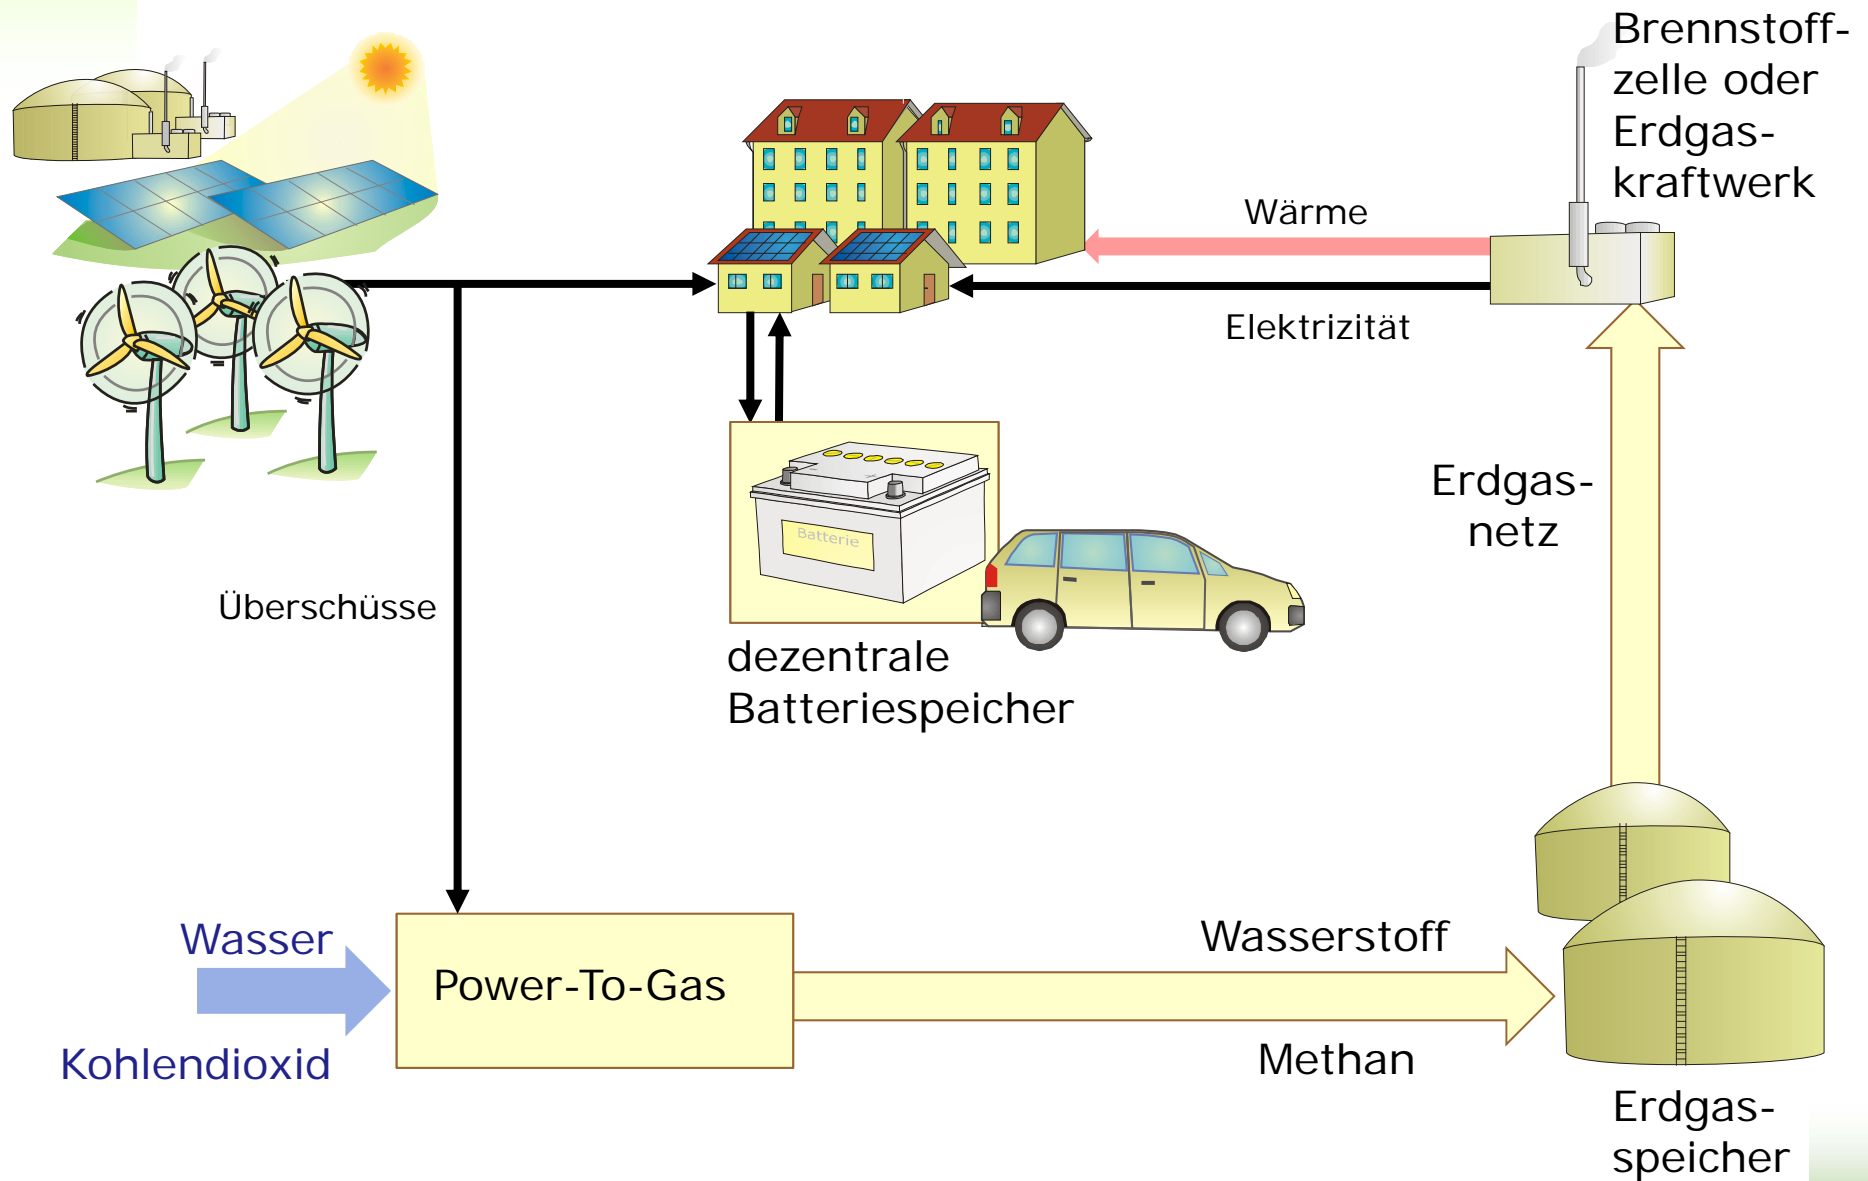 Brennstoff-
zelle oder
Erdgas-
kraftwerk
Wärme
Elektrizität
Erdgas-
netz
Batterie
Überschüsse
dezentrale
Batteriespeicher
Wasser
Kohlendioxid
Power-To-Gas
Wasserstoff
Methan
Erdgas-
speicher